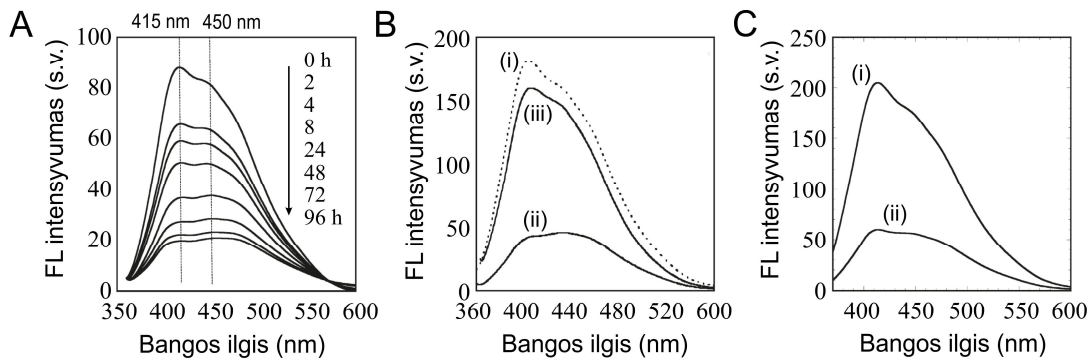 A
415 nm 450 nm
FL intensyvumas (s.v.)
100
80
60
40
20
0
0 h
2
4
8
24
48
72
96 h
350 400 450 500 550 600
Bangos ilgis (nm)
B
FL intensyvumas (s.v.)
200
150
100
50
0
(i)
(iii)
(ii)
360 400 440 480 520 560 600
Bangos ilgis (nm)
C
FL intensyvumas (s.v.)
250
200
150
100
50
0
(i)
(ii)
400 450 500 550 600
Bangos ilgis (nm)